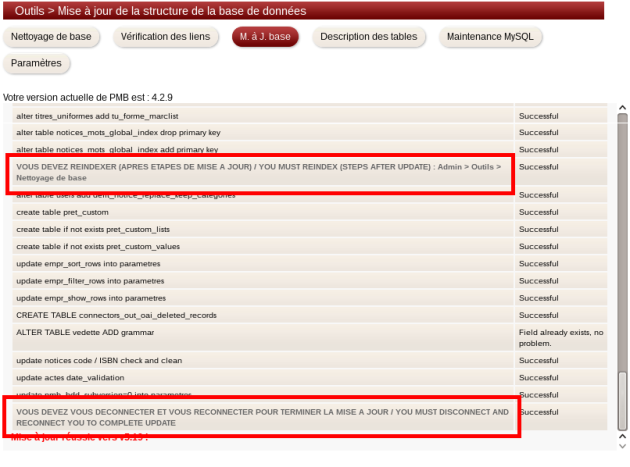 Outils > Mise à jour de la structure de la base de données
Nettoyage de base Vérification des liens M. à J. base Description des tables Maintenance MySQL
Paramètres
Votre version actuelle de PMB est : 4.2.9
alter titres_uniformes add tu_forme_marclist Successful
alter table notices_mots_global_index drop primary key Successful
alter table notices_mots_global_index add primary key Successful
VOUS DEVEZ REINDEXER (APRES ETAPES DE MISE A JOUR) / YOU MUST REINDEX (STEPS AFTER UPDATE) : Admin > Outils > Successful
Nettoyage de base
alter table users add deflt_notice_replace_keep_categories Successful
create table pret_custom Successful
create table if not exists pret_custom_lists Successful
create table if not exists pret_custom_values Successful
update empr_sort_rows into parametres Successful
update empr_filter_rows into parametres Successful
update empr_show_rows into parametres Successful
CREATE TABLE connectors_out_oai_deleted_records Successful
ALTER TABLE vedette ADD grammar Field already exists, no
problem.
update notices code / ISBN check and clean Successful
update actes date_validation Successful
update pmb_bdd_subversion=0 into parametres Successful
VOUS DEVEZ VOUS DECONNECTER ET VOUS RECONNECTER POUR TERMINER LA MISE A JOUR / YOU MUST DISCONNECT AND Successful
RECONNECT YOU TO COMPLETE UPDATE
Mise à jour réussie vers v5.19 !